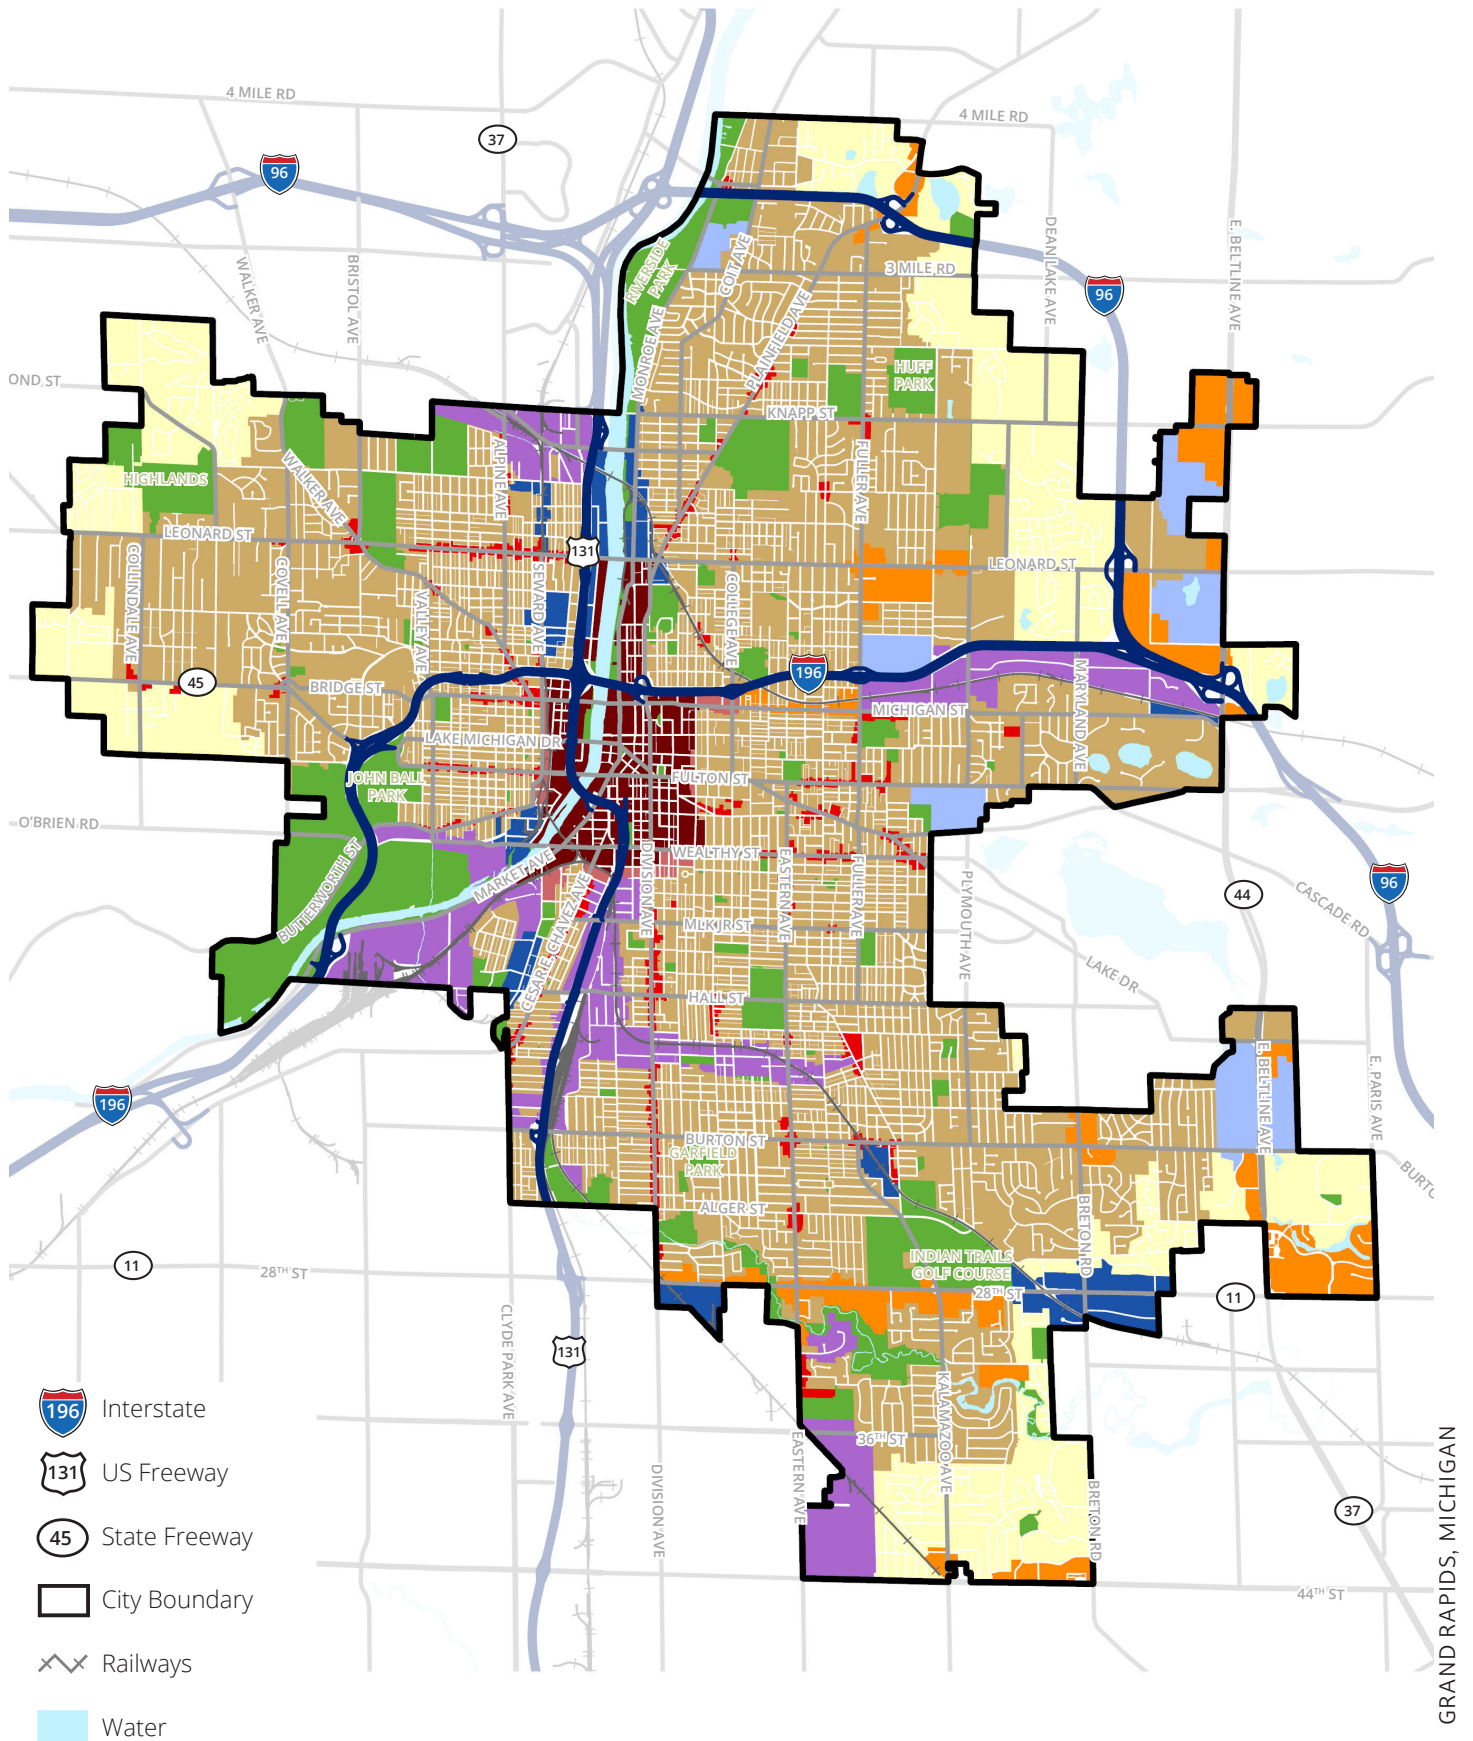 4 MILE RD
4 MILE RD
37
96
WALKER AVE
BRISTOL AVE
DEAN LAKE AVE
E. BELTLINE AVE
RIVERSIDE
PARK
COIT AVE
3 MILE RD
96
MONROE AVE
PLAINFIELD AVE
HUFF
PARK
OND ST
KNAPP ST
ALPINE AVE
FULLER AVE
WALKER AVE
HIGHLANDS
LEONARD ST
131
LEONARD ST
COLLINDALE AVE
COVELL AVE
VALLEY AVE
SEWARD AVE
COLLEGE AVE
196
45
BRIDGE ST
MARYLAND AVE
MICHIGAN ST
LAKE MICHIGAN DR
JOHN BALL
PARK
FULTON ST
O'BRIEN RD
WEALTHY ST
MARKET AVE
BUTTERWORTH ST
DIVISION AVE
EASTERN AVE
FULLER AVE
PLYMOUTH AVE
96
44
CASCADE RD
CESAR E. CHAVEZ AVE
MLK JR ST
LAKE DR
HALL ST
E. BELTLINE AVE
E. PARIS AVE
196
BURTON ST
GARFIELD
PARK
ALGER ST
BRETON RD
INDIAN TRAILS
GOLF COURSE
11
28TH ST
28TH ST
11
CLYDE PARK AVE
131
KALAMAZOO AVE
36TH ST
EASTERN AVE
DIVISION AVE
BRETON RD
37
44TH ST
196
Interstate
131
US Freeway
45
State Freeway
City Boundary
Railways
Water
GRAND RAPIDS, MICHIGAN